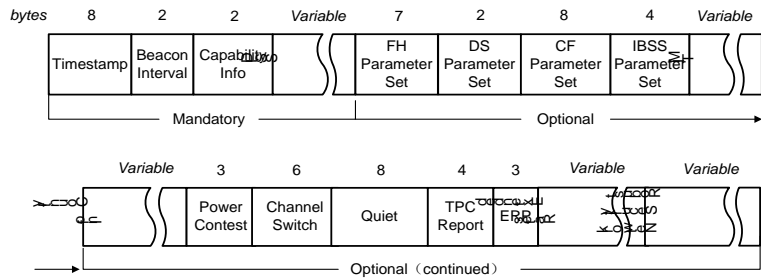 bytes 8 2 2 Variable 7 2 8 4 Variable
Timestamp
Beacon
Interval
Capability
Info
FH
Parameter
Set
DS
Parameter
Set
CF
Parameter
Set
IBSS
Parameter
Set
Mandatory
Optional
Variable 3 6 8 4 3 Variable Variable
Power
Contest
Channel
Switch
Quiet
TPC
Report
ERP
Optional（continued）